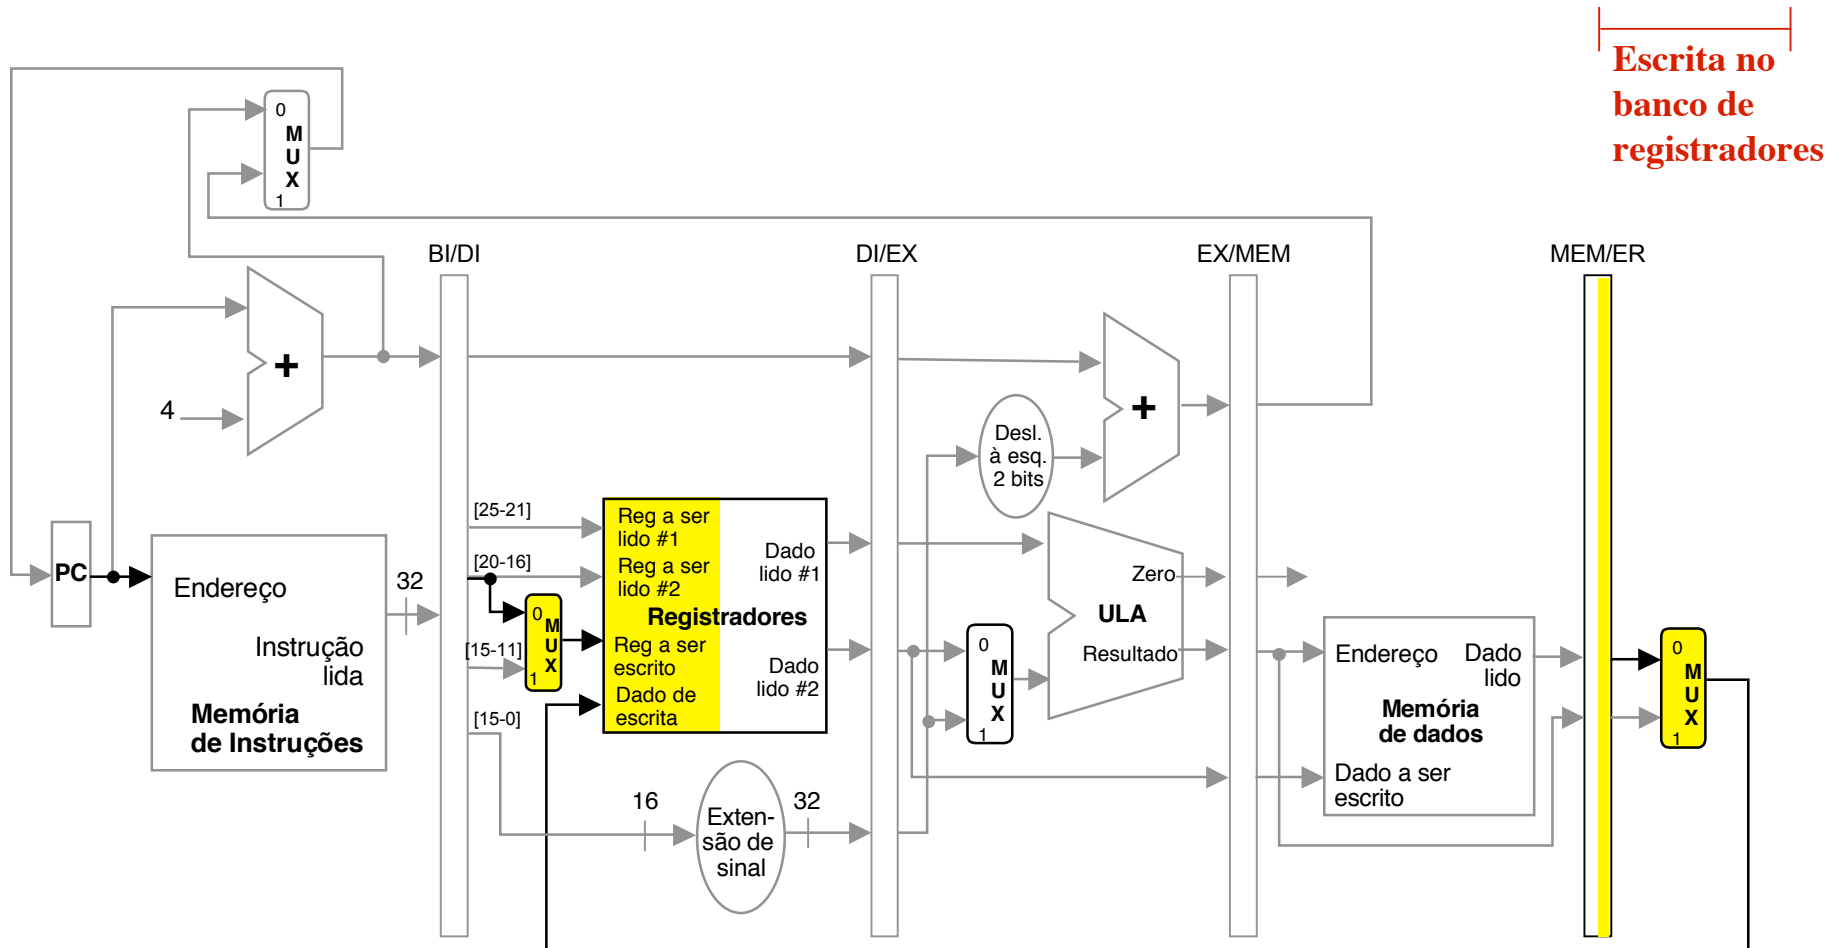 Escrita no
banco de
registradores
0
M
U
X
1
BI/DI
DI/EX
EX/MEM
MEM/ER
+
4
+
Desl.
à esq.
2 bits
PC
Endereço
Instrução
lida
Memória
de Instruções
32
[25-21]
[20-16]
[15-11]
[15-0]
0
M
U
X
1
Reg a ser
lido #1
Reg a ser
lido #2
Registradores
Reg a ser
escrito
Dado de
escrita
Dado
lido #1
Dado
lido #2
16
Exten-
são de
sinal
32
0
M
U
X
1
Zero
ULA
Resultado
Endereço
Dado
lido
Memória
de dados
Dado a ser
escrito
0
M
U
X
1